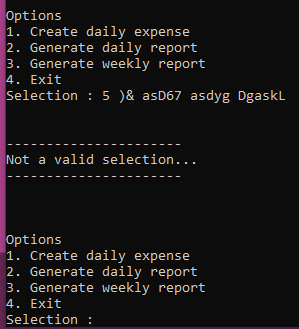 Options
1. Create daily expense
2. Generate daily report
3. Generate weekly report
4. Exit
Selection : 5 )& asD67 asdyg DgaskL
----------------------
Not a valid selection...
----------------------
Options
1. Create daily expense
2. Generate daily report
3. Generate weekly report
4. Exit
Selection :